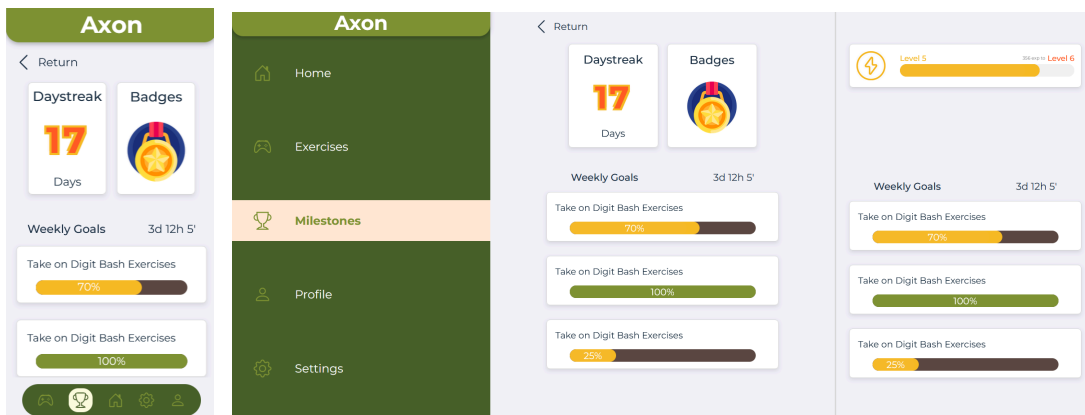 Axon
Return
Daystreak
17
Days
Badges
Weekly Goals 3d 12h 5'
Take on Digit Bash Exercises
70%
Take on Digit Bash Exercises
100%
Axon
Home
Exercises
Milestones
Profile
Settings
Return
Daystreak
17
Days
Badges
Weekly Goals 3d 12h 5'
Take on Digit Bash Exercises
70%
Take on Digit Bash Exercises
100%
Take on Digit Bash Exercises
25%
Level 5 exp to Level 6
Weekly Goals 3d 12h 5'
Take on Digit Bash Exercises
70%
Take on Digit Bash Exercises
100%
Take on Digit Bash Exercises
25%